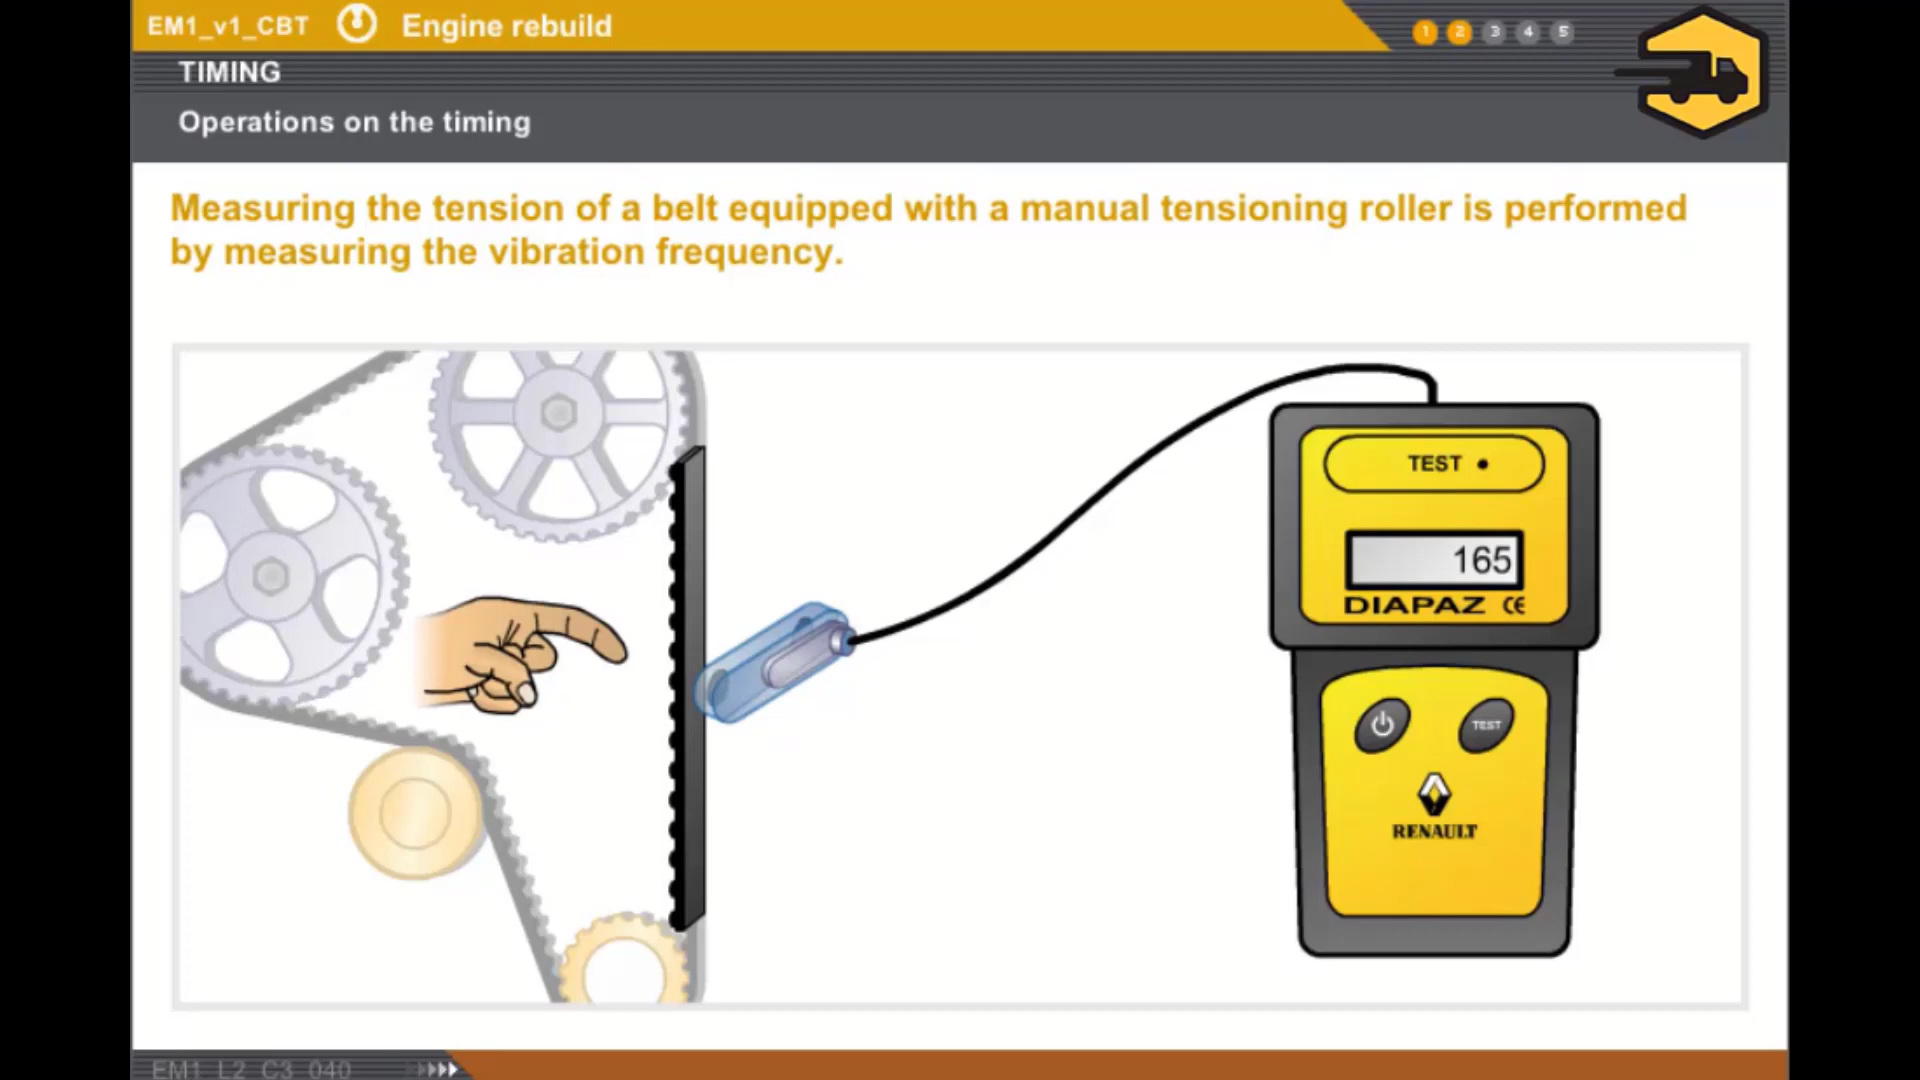 EM1_v1_CBT Engine rebuild
1 2 3 4 5
TIMING
Operations on the timing
Measuring the tension of a belt equipped with a manual tensioning roller is performed
by measuring the vibration frequency.
TEST
165
DIAPAZ CE
TEST
RENAULT
EM1_L2_C3_040